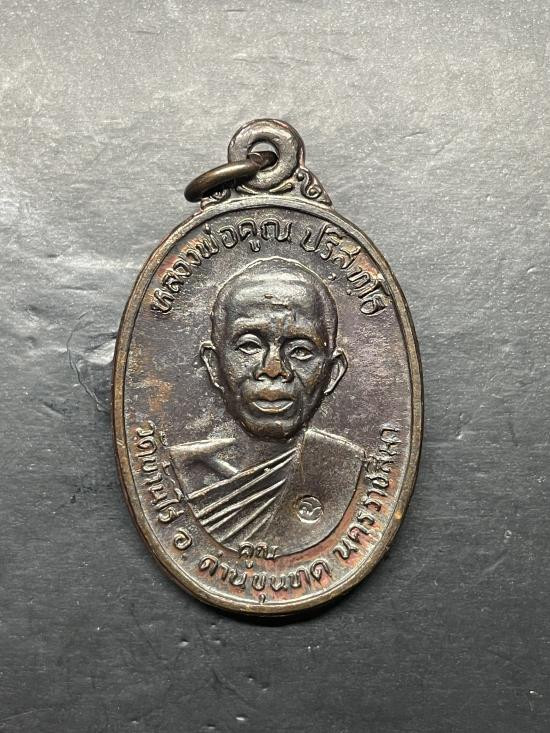 หลวงพ่อคูณ ปริสุทฺโธ
คูณ
วัดบ้านไร่ อ. ด่านขุนทด นครราชสีมา